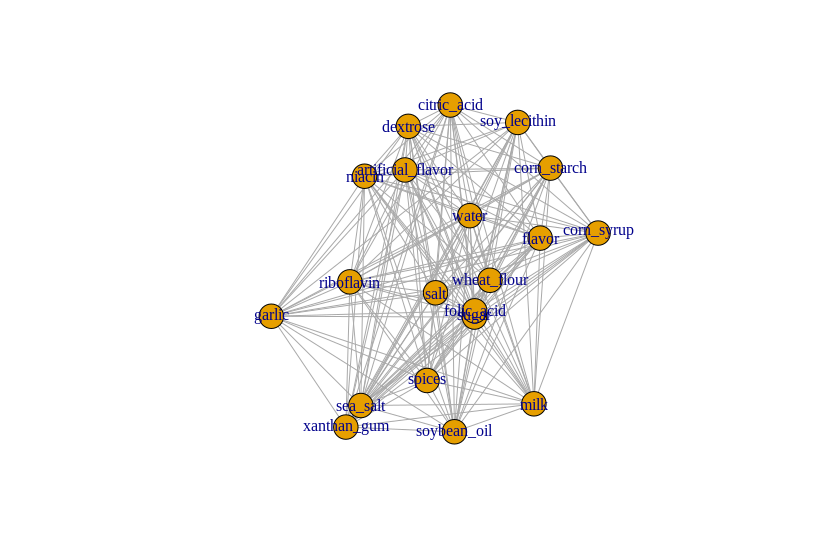 citric_acid
soy_lecithin
dextrose
artificial_flavor
corn_starch
niacin
water
corn_syrup
flavor
wheat_flour
riboflavin
salt
folic_acid
sugar
garlic
spices
sea_salt
milk
xanthan_gum
soybean_oil